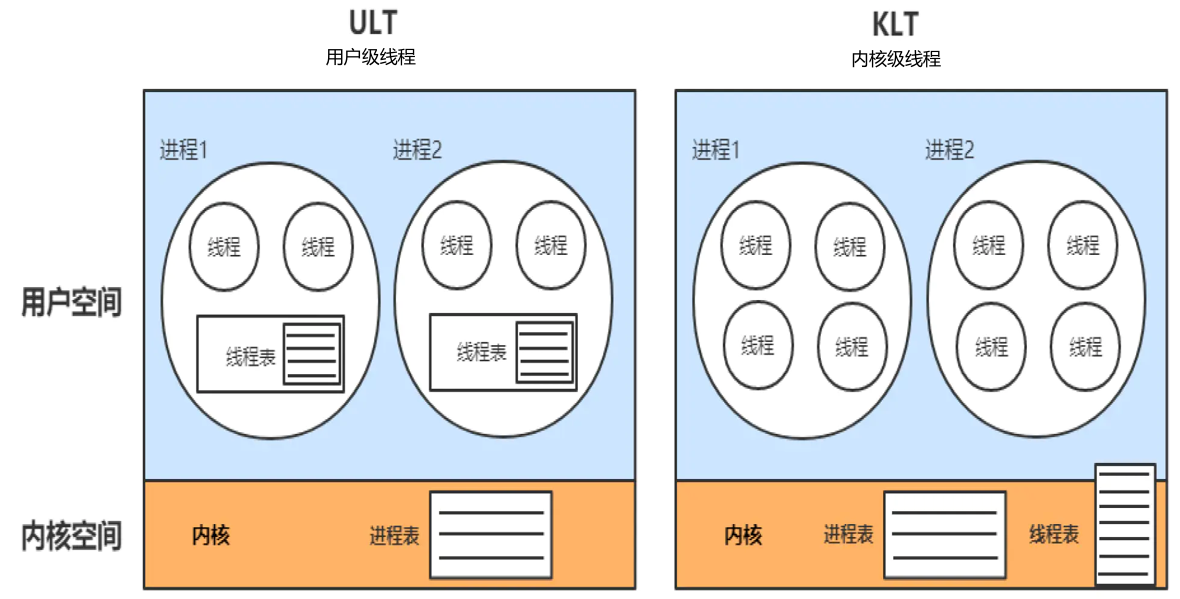 ULT
用户级线程
KLT
内核级线程
进程1
进程2
进程1
进程2
线程
线程
线程
线程
线程
线程
线程
线程
用户空间
线程表
线程表
线程
线程
线程
线程
内核空间
内核
进程表
内核
进程表
线程表